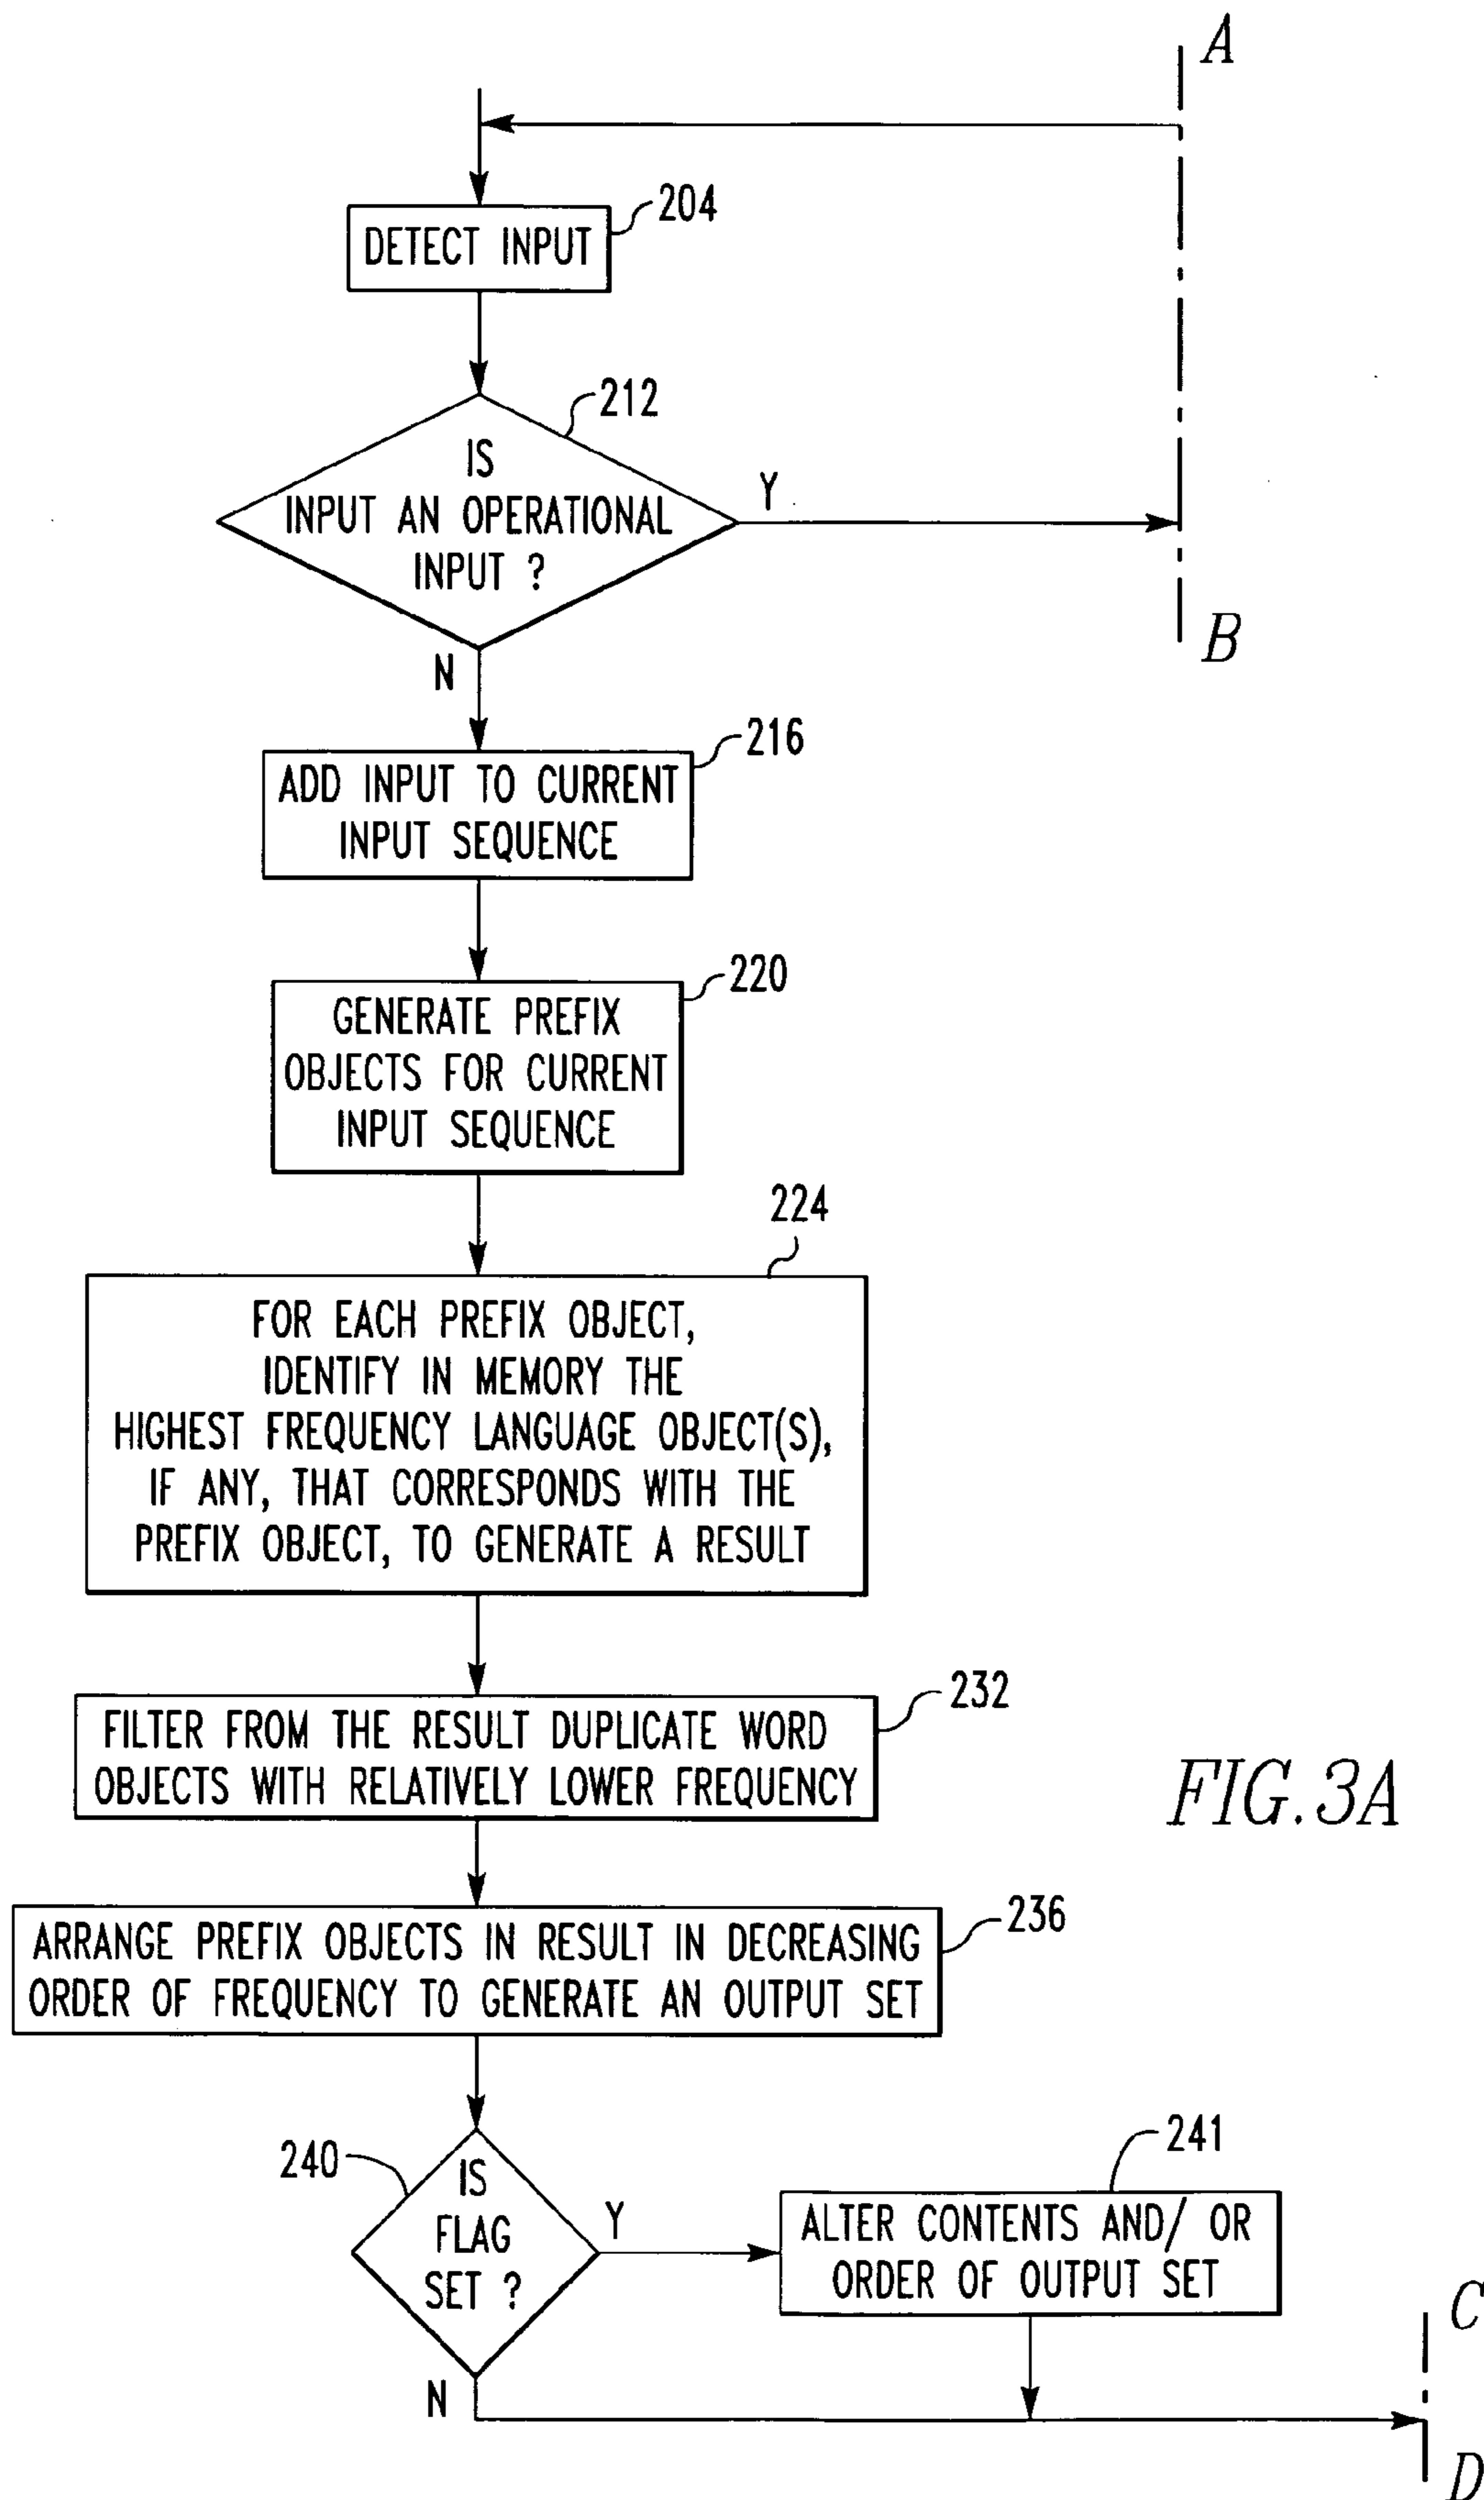 A
204
DETECT INPUT
212
IS
INPUT AN OPERATIONAL
INPUT ?
Y
B
N
216
ADD INPUT TO CURRENT
INPUT SEQUENCE
220
GENERATE PREFIX
OBJECTS FOR CURRENT
INPUT SEQUENCE
224
FOR EACH PREFIX OBJECT,
IDENTIFY IN MEMORY THE
HIGHEST FREQUENCY LANGUAGE OBJECT(S),
IF ANY, THAT CORRESPONDS WITH THE
PREFIX OBJECT, TO GENERATE A RESULT
232
FILTER FROM THE RESULT DUPLICATE WORD
OBJECTS WITH RELATIVELY LOWER FREQUENCY
FIG. 3A
236
ARRANGE PREFIX OBJECTS IN RESULT IN DECREASING
ORDER OF FREQUENCY TO GENERATE AN OUTPUT SET
240
IS
FLAG
SET ?
Y
241
ALTER CONTENTS AND/ OR
ORDER OF OUTPUT SET
C
N
D